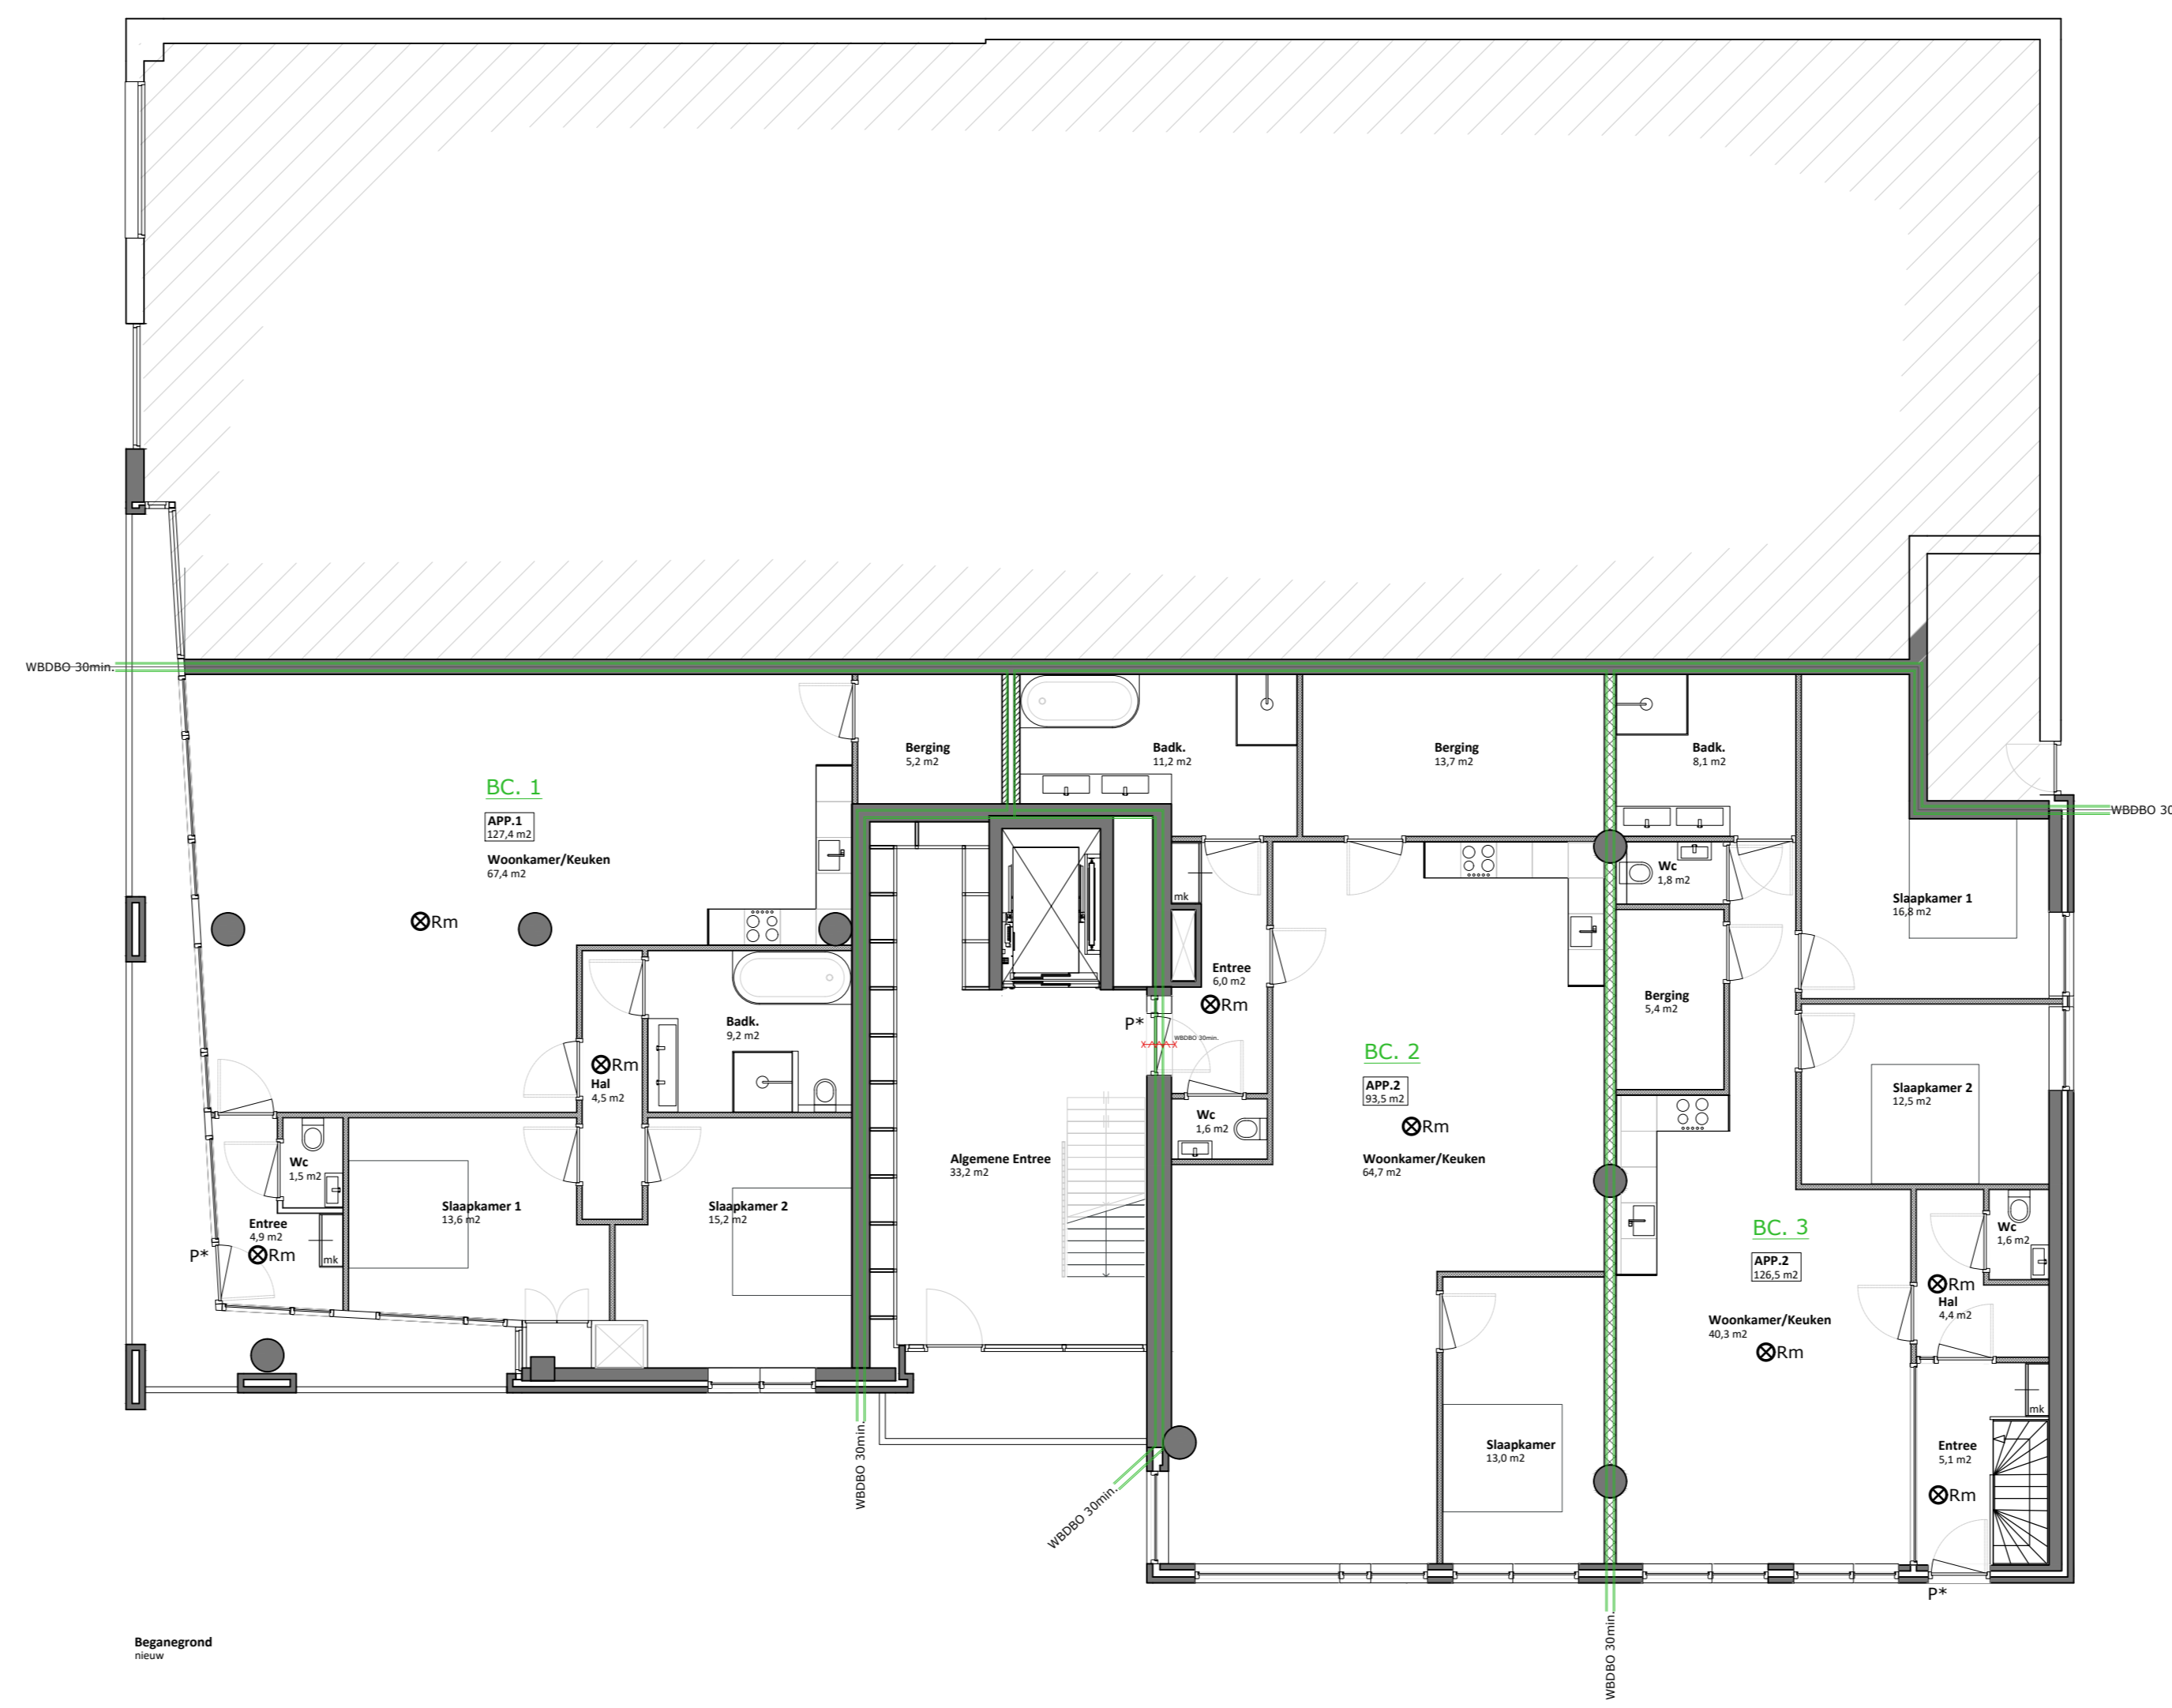 WBDBO 30min.
BC. 1
APP.1
127,4 m2
Woonkamer/Keuken
67,4 m2
Rm
Berging
5,2 m2
Badk.
11,2 m2
Berging
13,7 m2
Badk.
8,1 m2
WBDBO 30
Wc
1,8 m2
Slaapkamer 1
16,8 m2
mk
Entree
6,0 m2
Rm
Berging
5,4 m2
Badk.
9,2 m2
Rm
Hal
4,5 m2
P*
WBDBO 30min.
BC. 2
APP.2
93,5 m2
Rm
Woonkamer/Keuken
64,7 m2
Slaapkamer 2
12,5 m2
Wc
1,6 m2
Wc
1,5 m2
Algemene Entree
33,2 m2
Slaapkamer 1
13,6 m2
Slaapkamer 2
15,2 m2
Entree
4,9 m2
P*
Rm
mk
BC. 3
APP.2
126,5 m2
Woonkamer/Keuken
40,3 m2
Rm
Wc
1,6 m2
Rm
Hal
4,4 m2
mk
Slaapkamer
13,0 m2
Entree
5,1 m2
Rm
WBDBO 30min.
WBDBO 30min.
P*
WBDBO 30min.
Beganegrond
nieuw